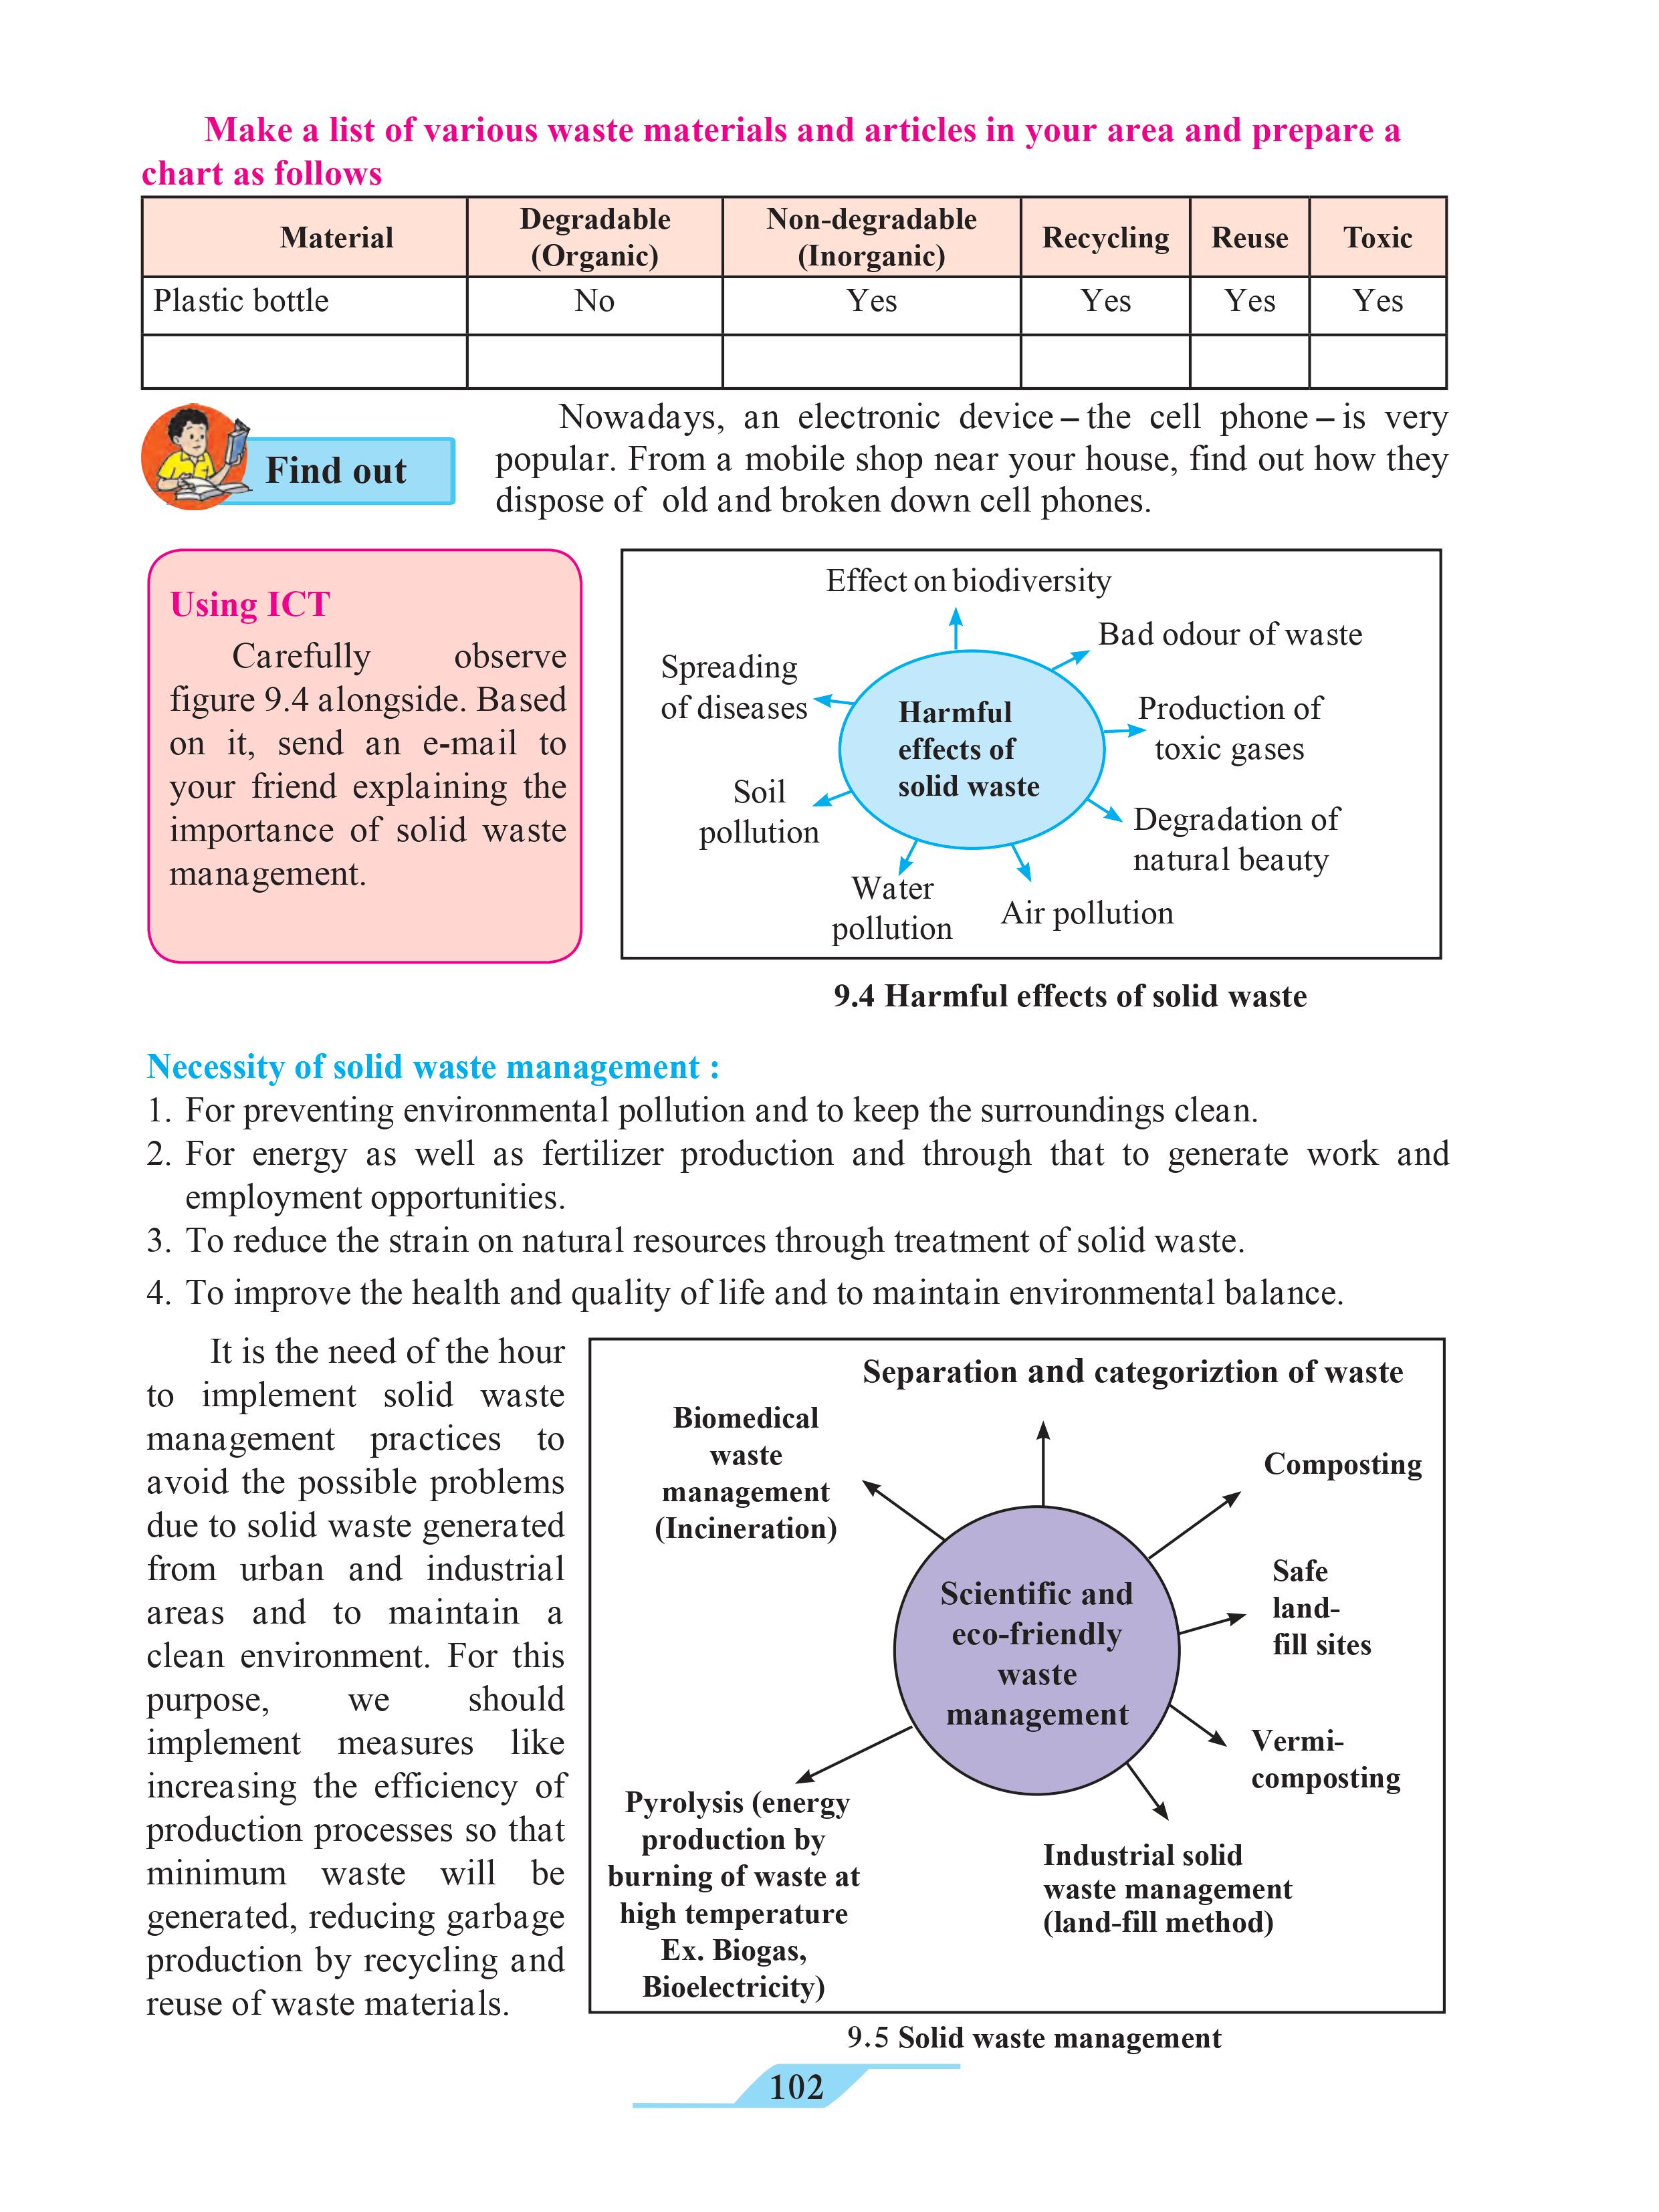 Make a list of various waste materials and articles in your area and prepare a
chart as follows
Material Degradable (Organic) Non-degradable (Inorganic) Recycling Reuse Toxic
Plastic bottle No Yes Yes Yes Yes
Find out
Nowadays, an electronic device – the cell phone – is very
popular. From a mobile shop near your house, find out how they
dispose of old and broken down cell phones.
Using ICT
Carefully observe
figure 9.4 alongside. Based
on it, send an e-mail to
your friend explaining the
importance of solid waste
management.
Effect on biodiversity
Bad odour of waste
Spreading
of diseases
Harmful
effects of
solid waste
Production of
toxic gases
Soil
pollution
Degradation of
natural beauty
Water
pollution
Air pollution
9.4 Harmful effects of solid waste
Necessity of solid waste management :
1. For preventing environmental pollution and to keep the surroundings clean.
2. For energy as well as fertilizer production and through that to generate work and
employment opportunities.
3. To reduce the strain on natural resources through treatment of solid waste.
4. To improve the health and quality of life and to maintain environmental balance.
It is the need of the hour
to implement solid waste
management practices to
avoid the possible problems
due to solid waste generated
from urban and industrial
areas and to maintain a
clean environment. For this
purpose, we should
implement measures like
increasing the efficiency of
production processes so that
minimum waste will be
generated, reducing garbage
production by recycling and
reuse of waste materials.
Separation and categoriztion of waste
Biomedical
waste
management
(Incineration)
Composting
Safe
land-
fill sites
Scientific and
eco-friendly
waste
management
Vermi-
composting
Pyrolysis (energy
production by
burning of waste at
high temperature
Ex. Biogas,
Bioelectricity)
Industrial solid
waste management
(land-fill method)
9.5 Solid waste management
102